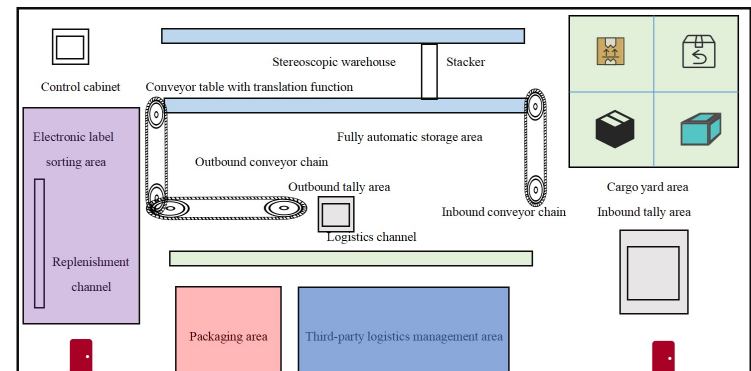 Stereoscopic warehouse
Stacker
Control cabinet
Conveyor table with translation function
Electronic label
sorting area
Fully automatic storage area
Outbound conveyor chain
Outbound tally area
Cargo yard area
Inbound conveyor chain
Inbound tally area
Logistics channel
Replenishment
channel
Packaging area
Third-party logistics management area